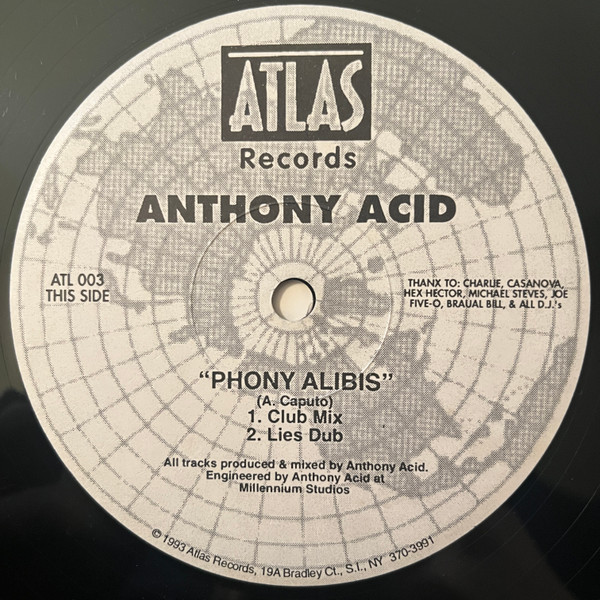 ATLAS
Records
ANTHONY ACID
ATL 003
THIS SIDE
THANX TO: CHARLIE, CASANOVA,
HEX HECTOR, MICHAEL STEVES, JOE
FIVE-O, BRAUAL BILL, & ALL D.J.'s
"PHONY ALIBIS"
(A. Caputo)
1. Club Mix
2. Lies Dub
All tracks produced & mixed by Anthony Acid.
Engineered by Anthony Acid at
Millennium Studios
© 1993 Atlas Records, 19A Bradley Ct., S.I., NY 370-3991